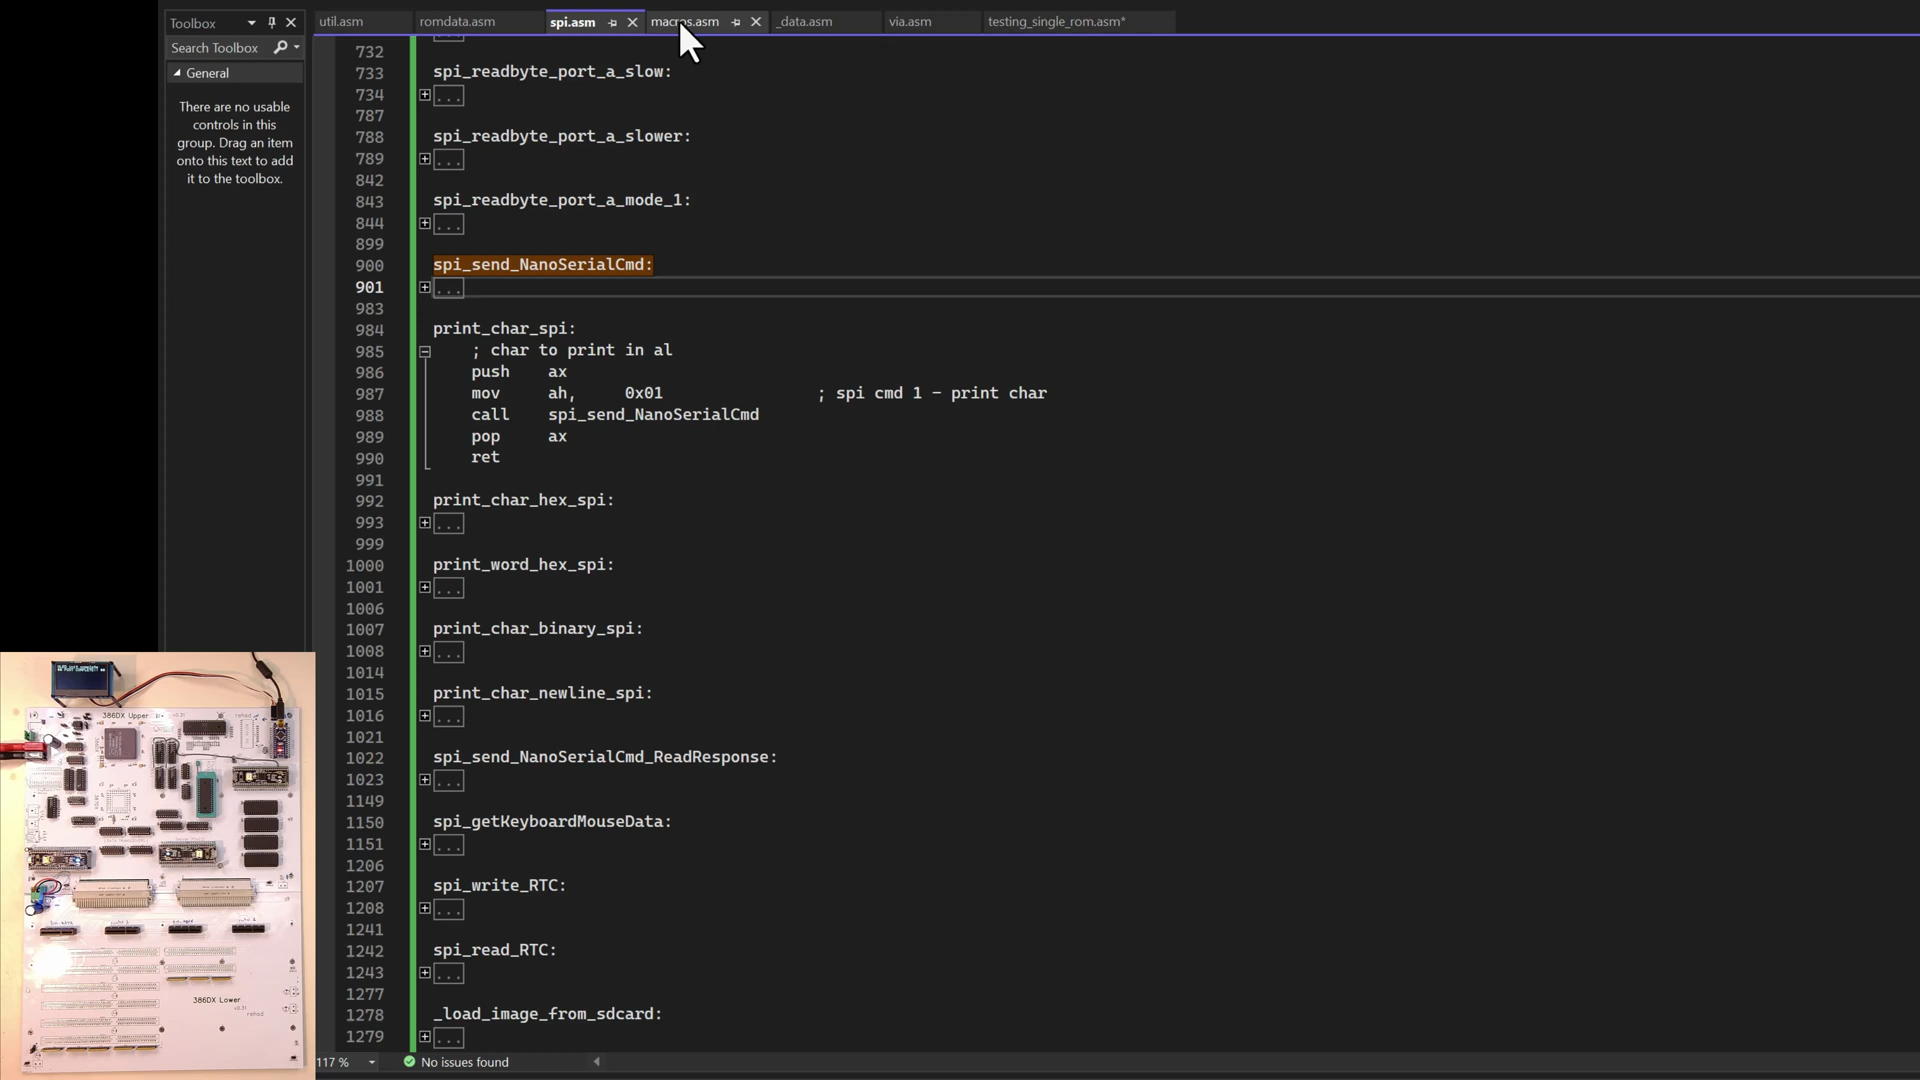 Toolbox
util.asm romdata.asm spi.asm macros.asm _data.asm via.asm testing_single_rom.asm*
Search Toolbox
General
There are no usable
controls in this
group. Drag an item
onto this text to add
it to the toolbox.
732
733 spi_readbyte_port_a_slow:
734 ...
787
788 spi_readbyte_port_a_slower:
789 ...
842
843 spi_readbyte_port_a_mode_1:
844 ...
899
900 spi_send_NanoSerialCmd:
901 ...
983
984 print_char_spi:
985 ; char to print in al
986 push ax
987 mov ah, 0x01 ; spi cmd 1 - print char
988 call spi_send_NanoSerialCmd
989 pop ax
990 ret
991
992 print_char_hex_spi:
993 ...
999
1000 print_word_hex_spi:
1001 ...
1006
1007 print_char_binary_spi:
1008 ...
1014
1015 print_char_newline_spi:
1016 ...
1021
1022 spi_send_NanoSerialCmd_ReadResponse:
1023 ...
1149
1150 spi_getKeyboardMouseData:
1151 ...
1206
1207 spi_write_RTC:
1208 ...
1241
1242 spi_read_RTC:
1243 ...
1277
1278 _load_image_from_sdcard:
1279 ...
117 % No issues found
386DX Upper
v0.31
rehsd
386DX Lower
v0.31
rehsd